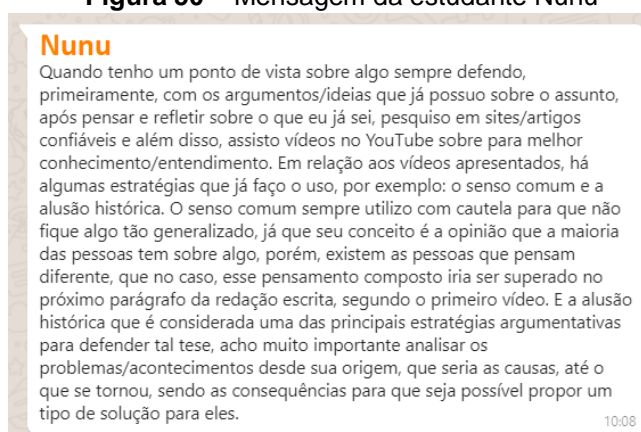 Figura 36 – Mensagem da estudante Nunu
Nunu
Quando tenho um ponto de vista sobre algo sempre defendo,
primeiramente, com os argumentos/ideias que já possuo sobre o assunto,
após pensar e refletir sobre o que eu já sei, pesquiso em sites/artigos
confiáveis e além disso, assisto vídeos no YouTube sobre para melhor
conhecimento/entendimento. Em relação aos vídeos apresentados, há
algumas estratégias que já faço o uso, por exemplo: o senso comum e a
alusão histórica. O senso comum sempre utilizo com cautela para que não
fique algo tão generalizado, já que seu conceito é a opinião que a maioria
das pessoas tem sobre algo, porém, existem as pessoas que pensam
diferente, que no caso, esse pensamento composto iria ser superado no
próximo parágrafo da redação escrita, segundo o primeiro vídeo. E a alusão
histórica que é considerada uma das principais estratégias argumentativas
para defender tal tese, acho muito importante analisar os
problemas/acontecimentos desde sua origem, que seria as causas, até o
que se tornou, sendo as consequências para que seja possível propor um
tipo de solução para eles.
10:08